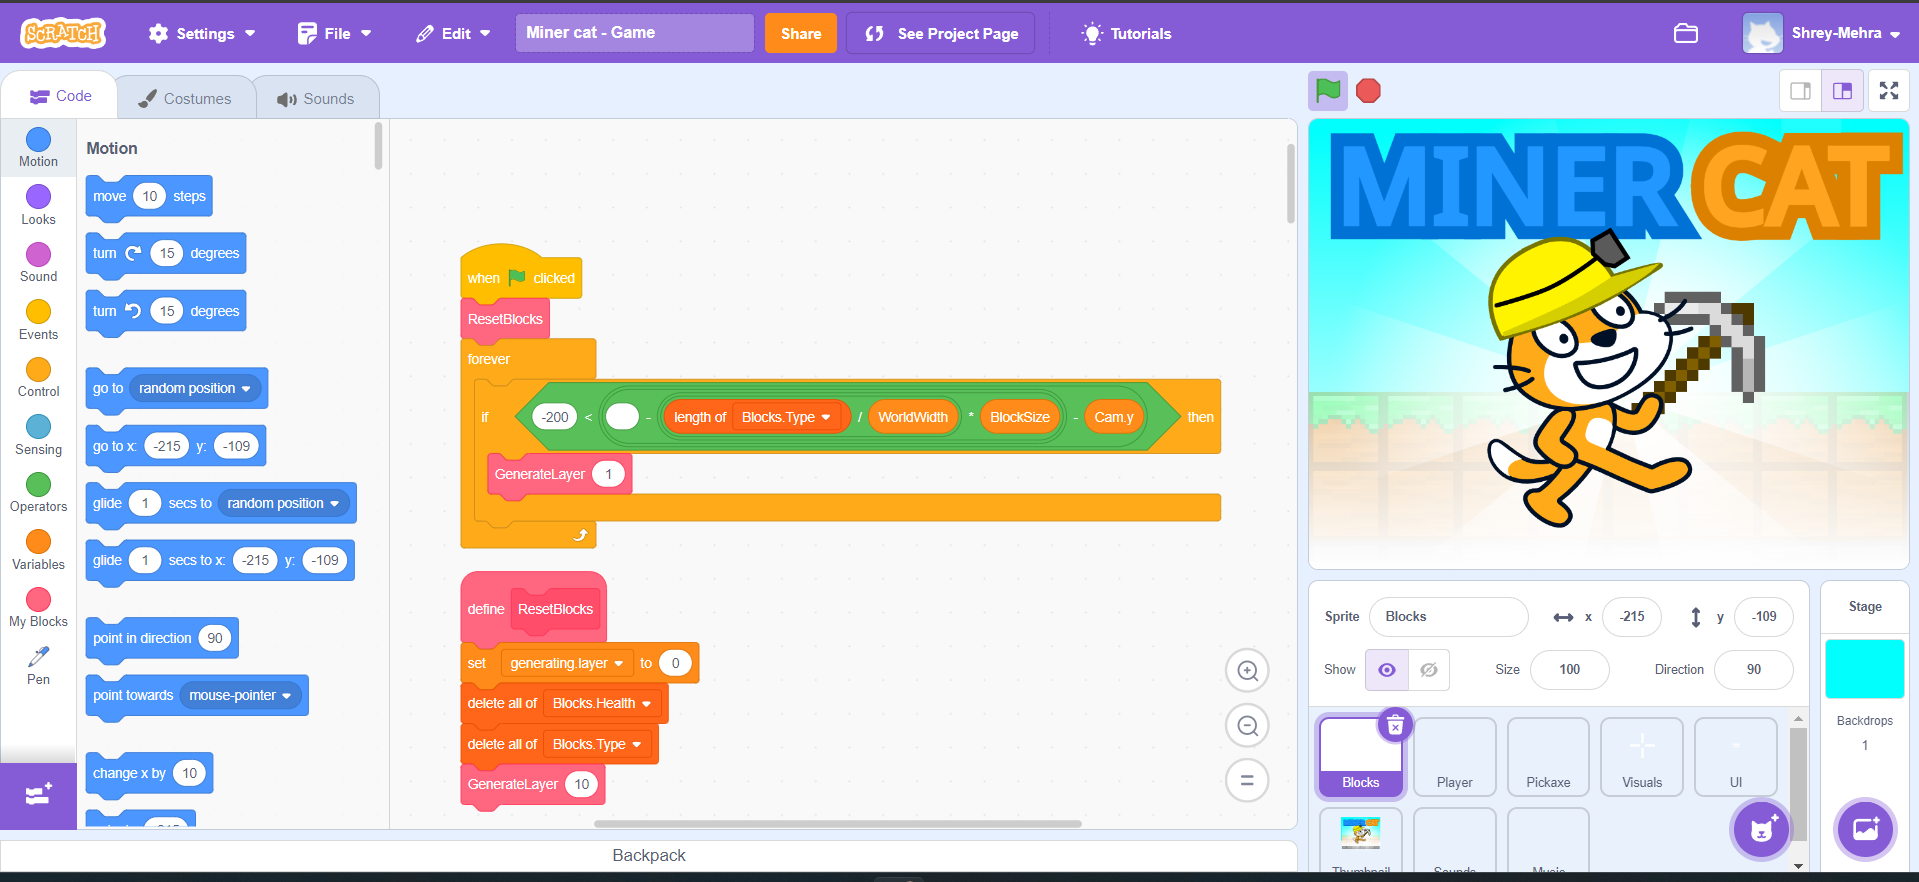 SCRATCH
Settings
File
Edit
Miner cat - Game
Share
See Project Page
Tutorials
Shrey-Mehra
Code
Costumes
Sounds
Motion
Looks
Sound
Events
Control
Sensing
Operators
Variables
My Blocks
Pen
Motion
move 10 steps
turn 15 degrees
turn 15 degrees
go to random position
go to x: -215 y: -109
glide 1 secs to random position
glide 1 secs to x: -215 y: -109
point in direction 90
point towards mouse-pointer
change x by 10
when clicked
ResetBlocks
forever
if -200 < - length of Blocks.Type / WorldWidth * BlockSize - Cam.y then
GenerateLayer 1
define ResetBlocks
set generating.layer to 0
delete all of Blocks.Health
delete all of Blocks.Type
GenerateLayer 10
Backpack
MINER CAT
Sprite Blocks x -215 y -109
Show Size 100 Direction 90
Blocks
Player
Pickaxe
Visuals
UI
MINER CAT
Thumbnail
Sounds
Music
Stage
Backdrops
1